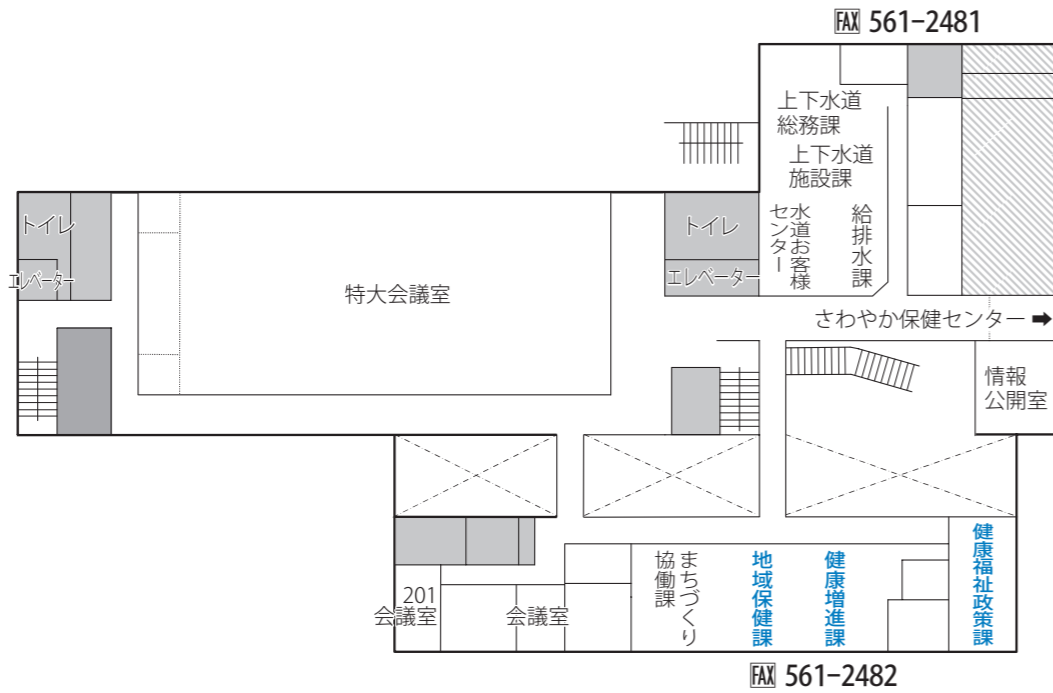 FAX 561-2481
上下水道
総務課
上下水道
施設課
水道お客様
センター
給排水課
トイレ
エレベーター
特大会議室
トイレ
エレベーター
さわやか保健センター ➡
情報
公開室
201
会議室
会議室
まちづくり
協働課
地域保健課
健康増進課
健康福祉政策課
FAX 561-2482